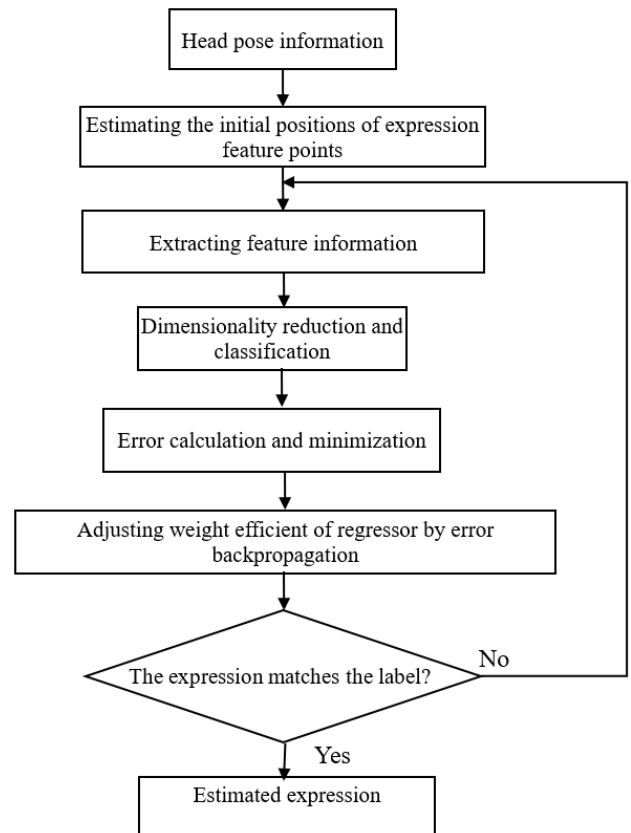 Head pose information
Estimating the initial positions of expression
feature points
Extracting feature information
Dimensionality reduction and
classification
Error calculation and minimization
Adjusting weight efficient of regressor by error
backpropagation
The expression matches the label?
No
Yes
Estimated expression